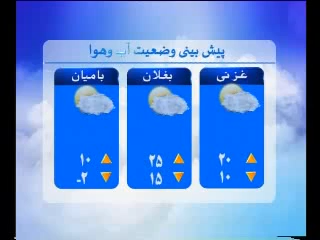 پیش بینی وضعیت آب وهوا
غزنی
۲۰
۱۰
بغلان
۲۵
۱۵
بامیان
۱۰
-۲